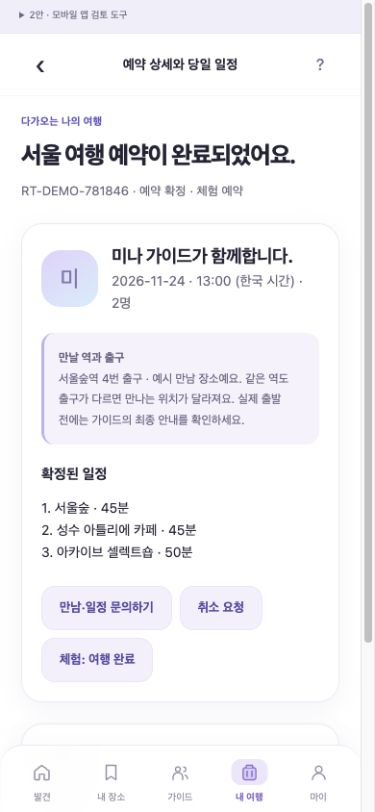 ▶ 2안 · 모바일 앱 검토 도구
예약 상세와 당일 일정
?
다가오는 나의 여행
서울 여행 예약이 완료되었어요.
RT-DEMO-781846 · 예약 확정 · 체험 예약
미
미나 가이드가 함께합니다.
2026-11-24 · 13:00 (한국 시간) ·
2명
만날 역과 출구
서울숲역 4번 출구 · 예시 만남 장소예요. 같은 역도
출구가 다르면 만나는 위치가 달라져요. 실제 출발
전에는 가이드의 최종 안내를 확인하세요.
확정된 일정
1. 서울숲 · 45분
2. 성수 아틀리에 카페 · 45분
3. 아카이브 셀렉트숍 · 50분
만남·일정 문의하기
취소 요청
체험: 여행 완료
발견
내 장소
가이드
내 여행
마이